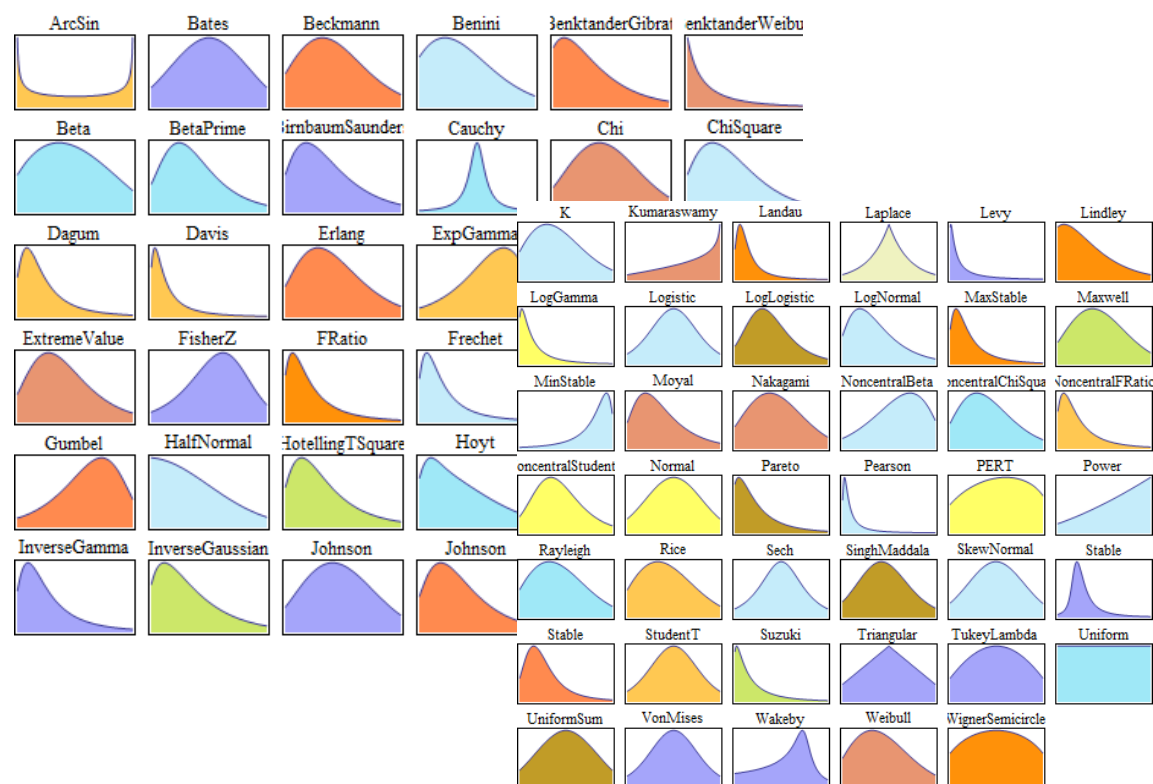 ArcSin
Bates
Beckmann
Benini
BenktanderGibrat
enktanderWeibu
Beta
BetaPrime
BirnbaumSaunder
Cauchy
Chi
ChiSquare
Dagum
Davis
Erlang
ExpGamma
ExtremeValue
FisherZ
FRatio
Frechet
Gumbel
HalfNormal
HotellingTSquare
Hoyt
InverseGamma
InverseGaussian
Johnson
Johnson
K
Kumaraswamy
Landau
Laplace
Levy
Lindley
LogGamma
Logistic
LogLogistic
LogNormal
MaxStable
Maxwell
MinStable
Moyal
Nakagami
NoncentralBeta
oncentralChiSqua
NoncentralFRatio
oncentralStudent
Normal
Pareto
Pearson
PERT
Power
Rayleigh
Rice
Sech
SinghMaddala
SkewNormal
Stable
Stable
StudentT
Suzuki
Triangular
TukeyLambda
Uniform
UniformSum
VonMises
Wakeby
Weibull
WignerSemicircle